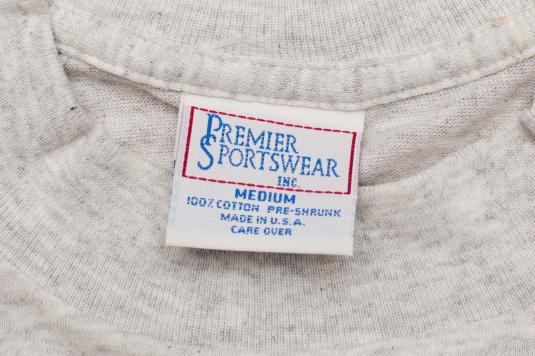 PREMIER
SPORTSWEAR
INC.
MEDIUM
100% COTTON PRE-SHRUNK
MADE IN U.S.A.
CARE OVER